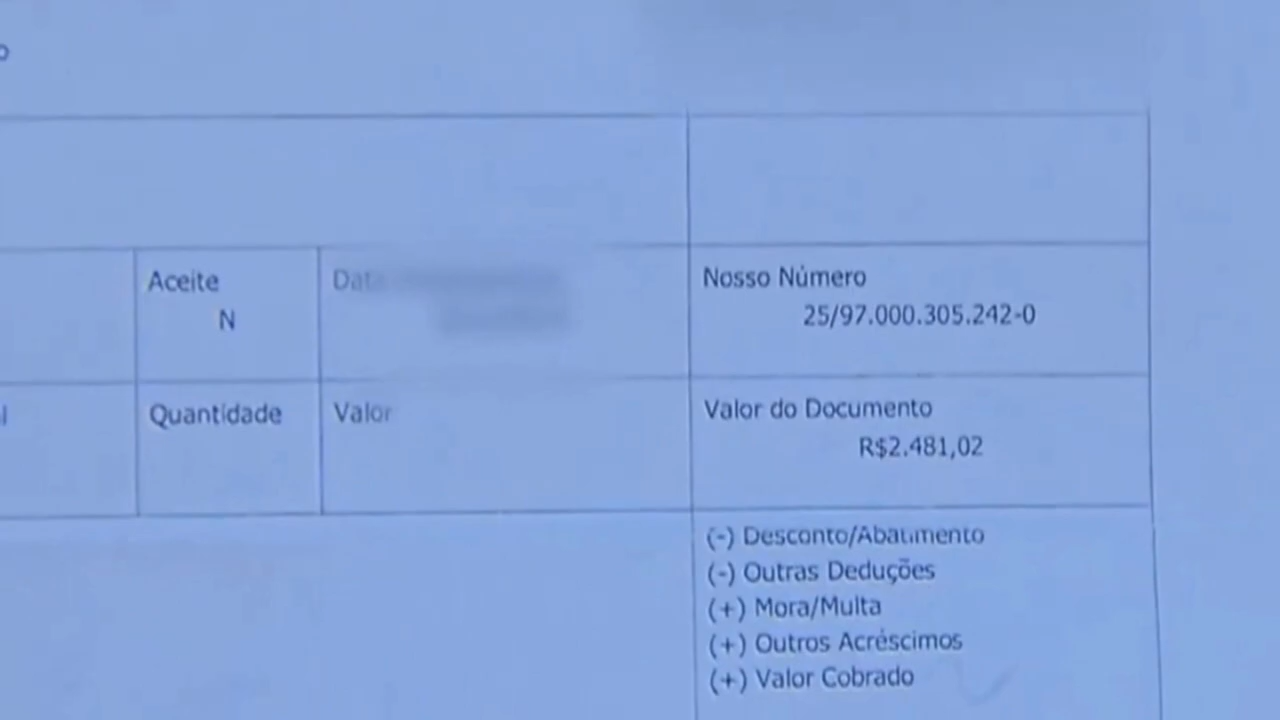 Aceite
N
Data
Nosso Número
25/97.000.305.242-0
Quantidade
Valor
Valor do Documento
R$2.481,02
(-) Desconto/Abatimento
(-) Outras Deduções
(+) Mora/Multa
(+) Outros Acréscimos
(+) Valor Cobrado